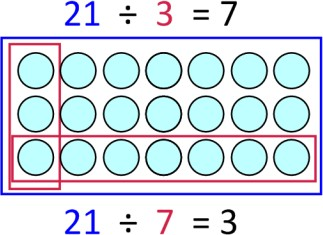 21 ÷ 3 = 7
21 ÷ 7 = 3